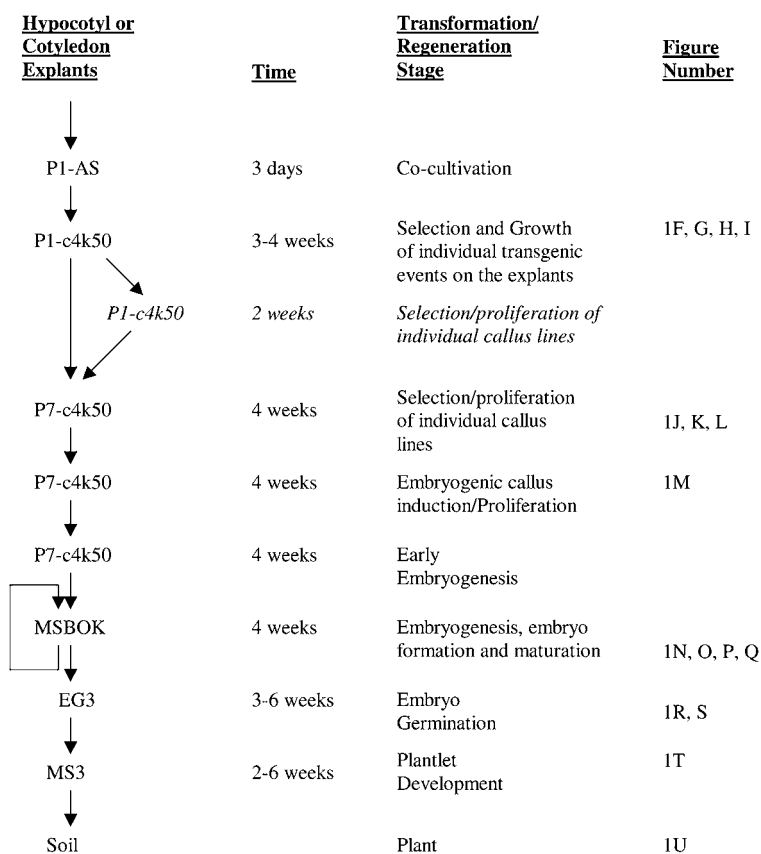 Hypocotyl or
Cotyledon
Explants
Time
Transformation/
Regeneration
Stage
Figure
Number
P1-AS
3 days
Co-cultivation
P1-c4k50
3-4 weeks
Selection and Growth
of individual transgenic
events on the explants
1F, G, H, I
P1-c4k50
2 weeks
Selection/proliferation of
individual callus lines
P7-c4k50
4 weeks
Selection/proliferation
of individual callus
lines
1J, K, L
P7-c4k50
4 weeks
Embryogenic callus
induction/Proliferation
1M
P7-c4k50
4 weeks
Early
Embryogenesis
MSBOK
4 weeks
Embryogenesis, embryo
formation and maturation
1N, O, P, Q
EG3
3-6 weeks
Embryo
Germination
1R, S
MS3
2-6 weeks
Plantlet
Development
1T
Soil
Plant
1U